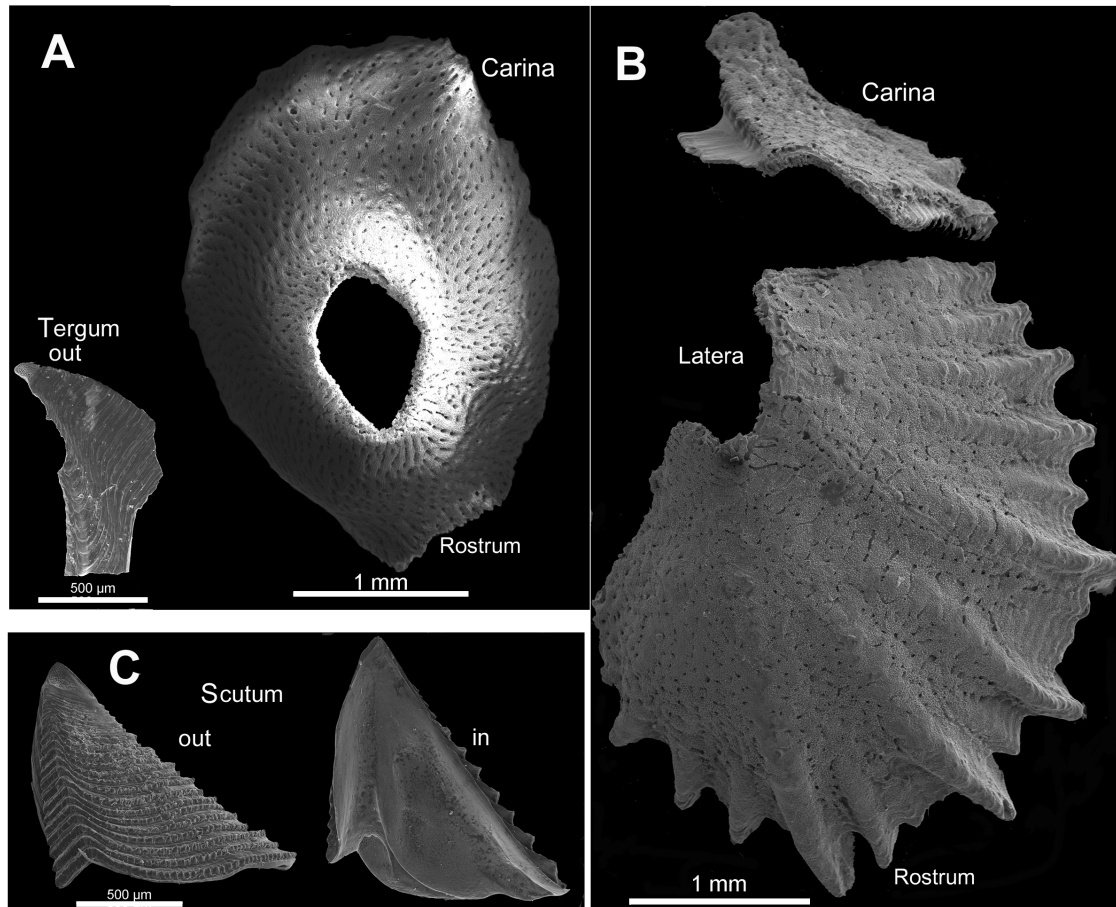 A
Carina
Tergum
out
Rostrum
1 mm
500 µm
B
Carina
Latera
Rostrum
1 mm
C
Scutum
out
in
500 µm